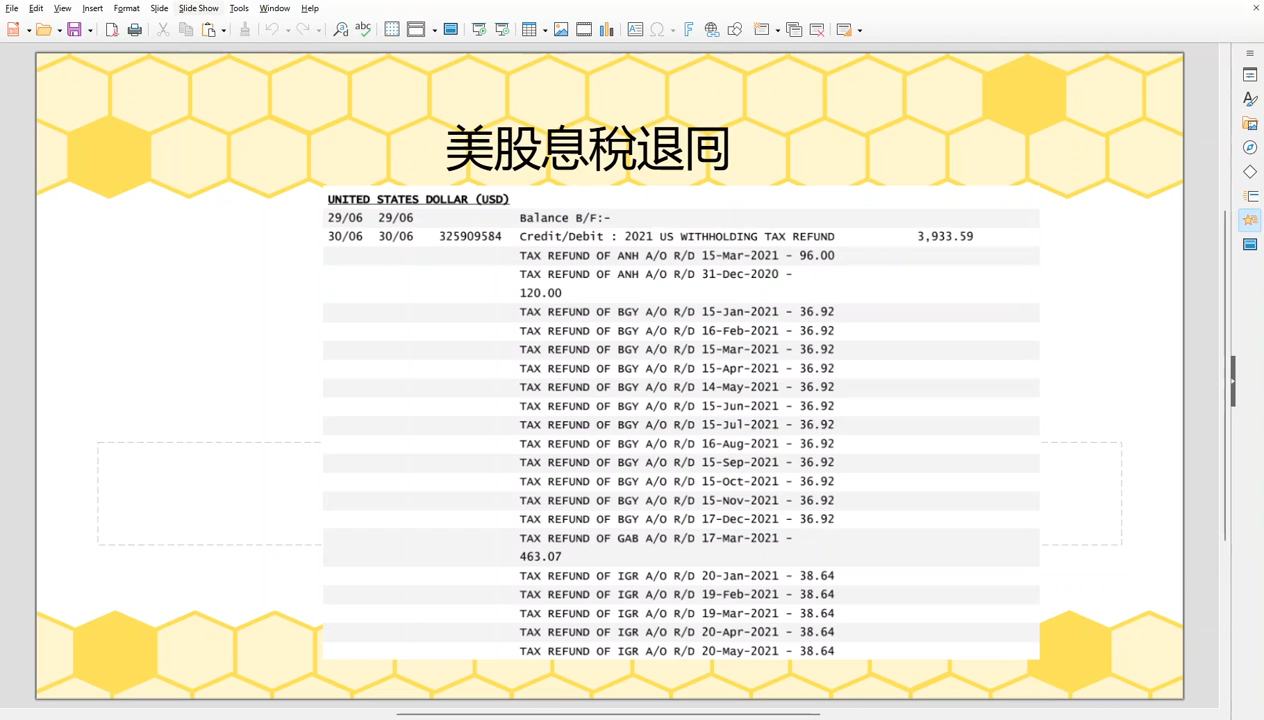 File Edit View Insert Format Slide Slide Show Tools Window Help
美股息稅退囘
UNITED STATES DOLLAR (USD)
29/06 29/06 Balance B/F:-
30/06 30/06 325909584 Credit/Debit : 2021 US WITHHOLDING TAX REFUND 3,933.59
TAX REFUND OF ANH A/O R/D 15-Mar-2021 - 96.00
TAX REFUND OF ANH A/O R/D 31-Dec-2020 -
120.00
TAX REFUND OF BGY A/O R/D 15-Jan-2021 - 36.92
TAX REFUND OF BGY A/O R/D 16-Feb-2021 - 36.92
TAX REFUND OF BGY A/O R/D 15-Mar-2021 - 36.92
TAX REFUND OF BGY A/O R/D 15-Apr-2021 - 36.92
TAX REFUND OF BGY A/O R/D 14-May-2021 - 36.92
TAX REFUND OF BGY A/O R/D 15-Jun-2021 - 36.92
TAX REFUND OF BGY A/O R/D 15-Jul-2021 - 36.92
TAX REFUND OF BGY A/O R/D 16-Aug-2021 - 36.92
TAX REFUND OF BGY A/O R/D 15-Sep-2021 - 36.92
TAX REFUND OF BGY A/O R/D 15-Oct-2021 - 36.92
TAX REFUND OF BGY A/O R/D 15-Nov-2021 - 36.92
TAX REFUND OF BGY A/O R/D 17-Dec-2021 - 36.92
TAX REFUND OF GAB A/O R/D 17-Mar-2021 -
463.07
TAX REFUND OF IGR A/O R/D 20-Jan-2021 - 38.64
TAX REFUND OF IGR A/O R/D 19-Feb-2021 - 38.64
TAX REFUND OF IGR A/O R/D 19-Mar-2021 - 38.64
TAX REFUND OF IGR A/O R/D 20-Apr-2021 - 38.64
TAX REFUND OF IGR A/O R/D 20-May-2021 - 38.64